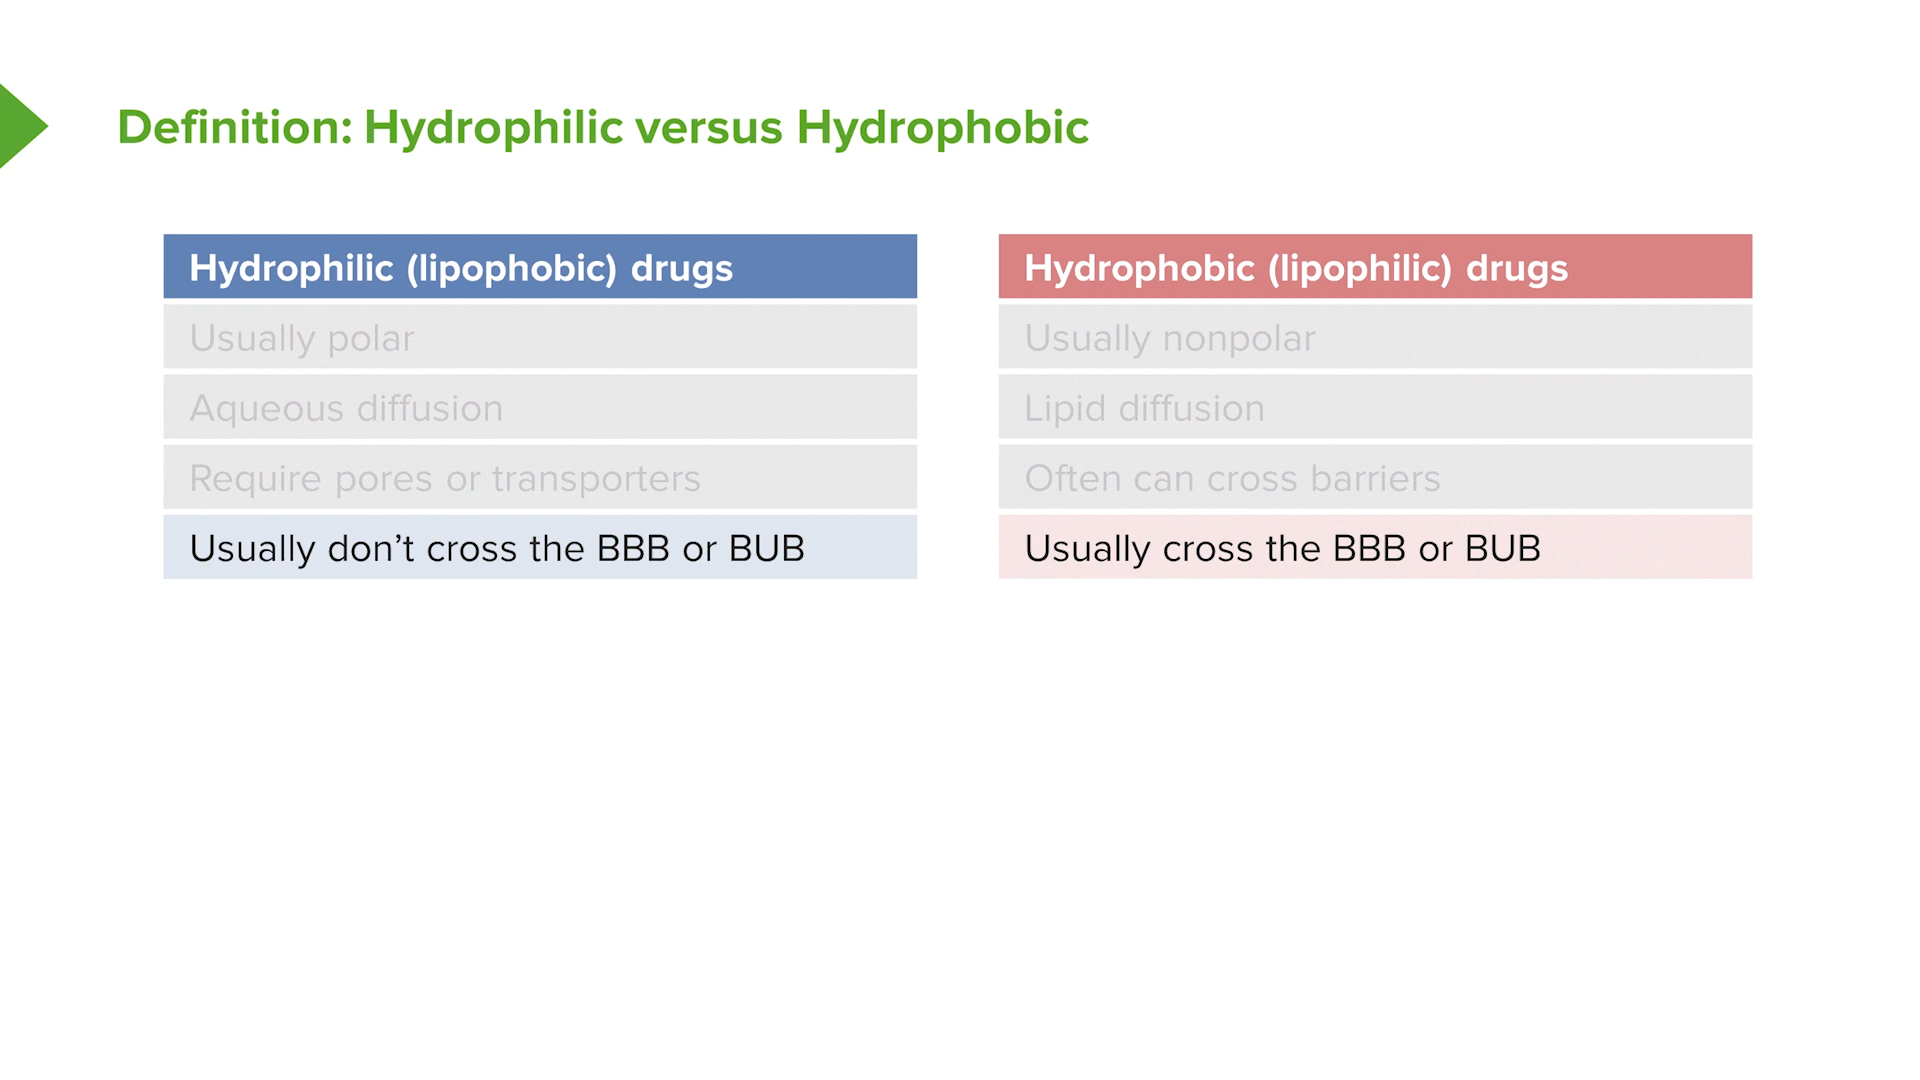 Definition: Hydrophilic versus Hydrophobic
Hydrophilic (lipophobic) drugs
Usually polar
Aqueous diffusion
Require pores or transporters
Usually don’t cross the BBB or BUB
Hydrophobic (lipophilic) drugs
Usually nonpolar
Lipid diffusion
Often can cross barriers
Usually cross the BBB or BUB